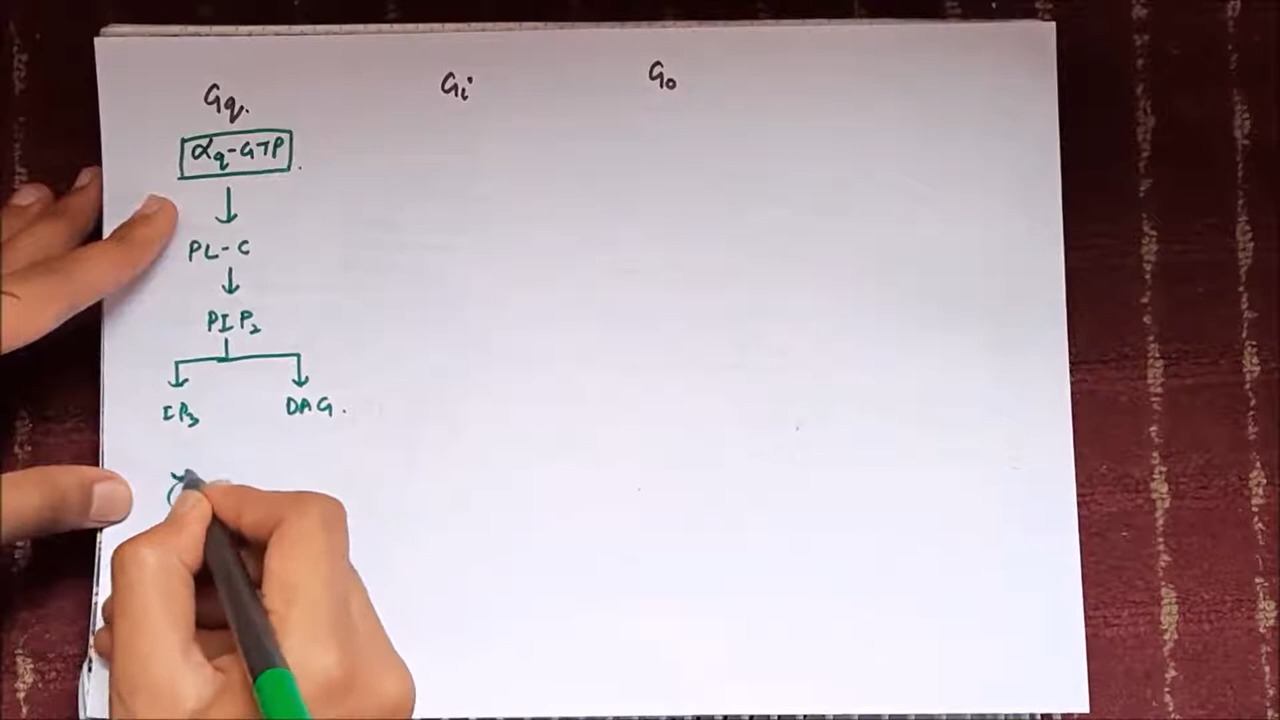 Gq. Gi Go
αq-GTP
PL-C
PIP₂
IP₃ DAG.